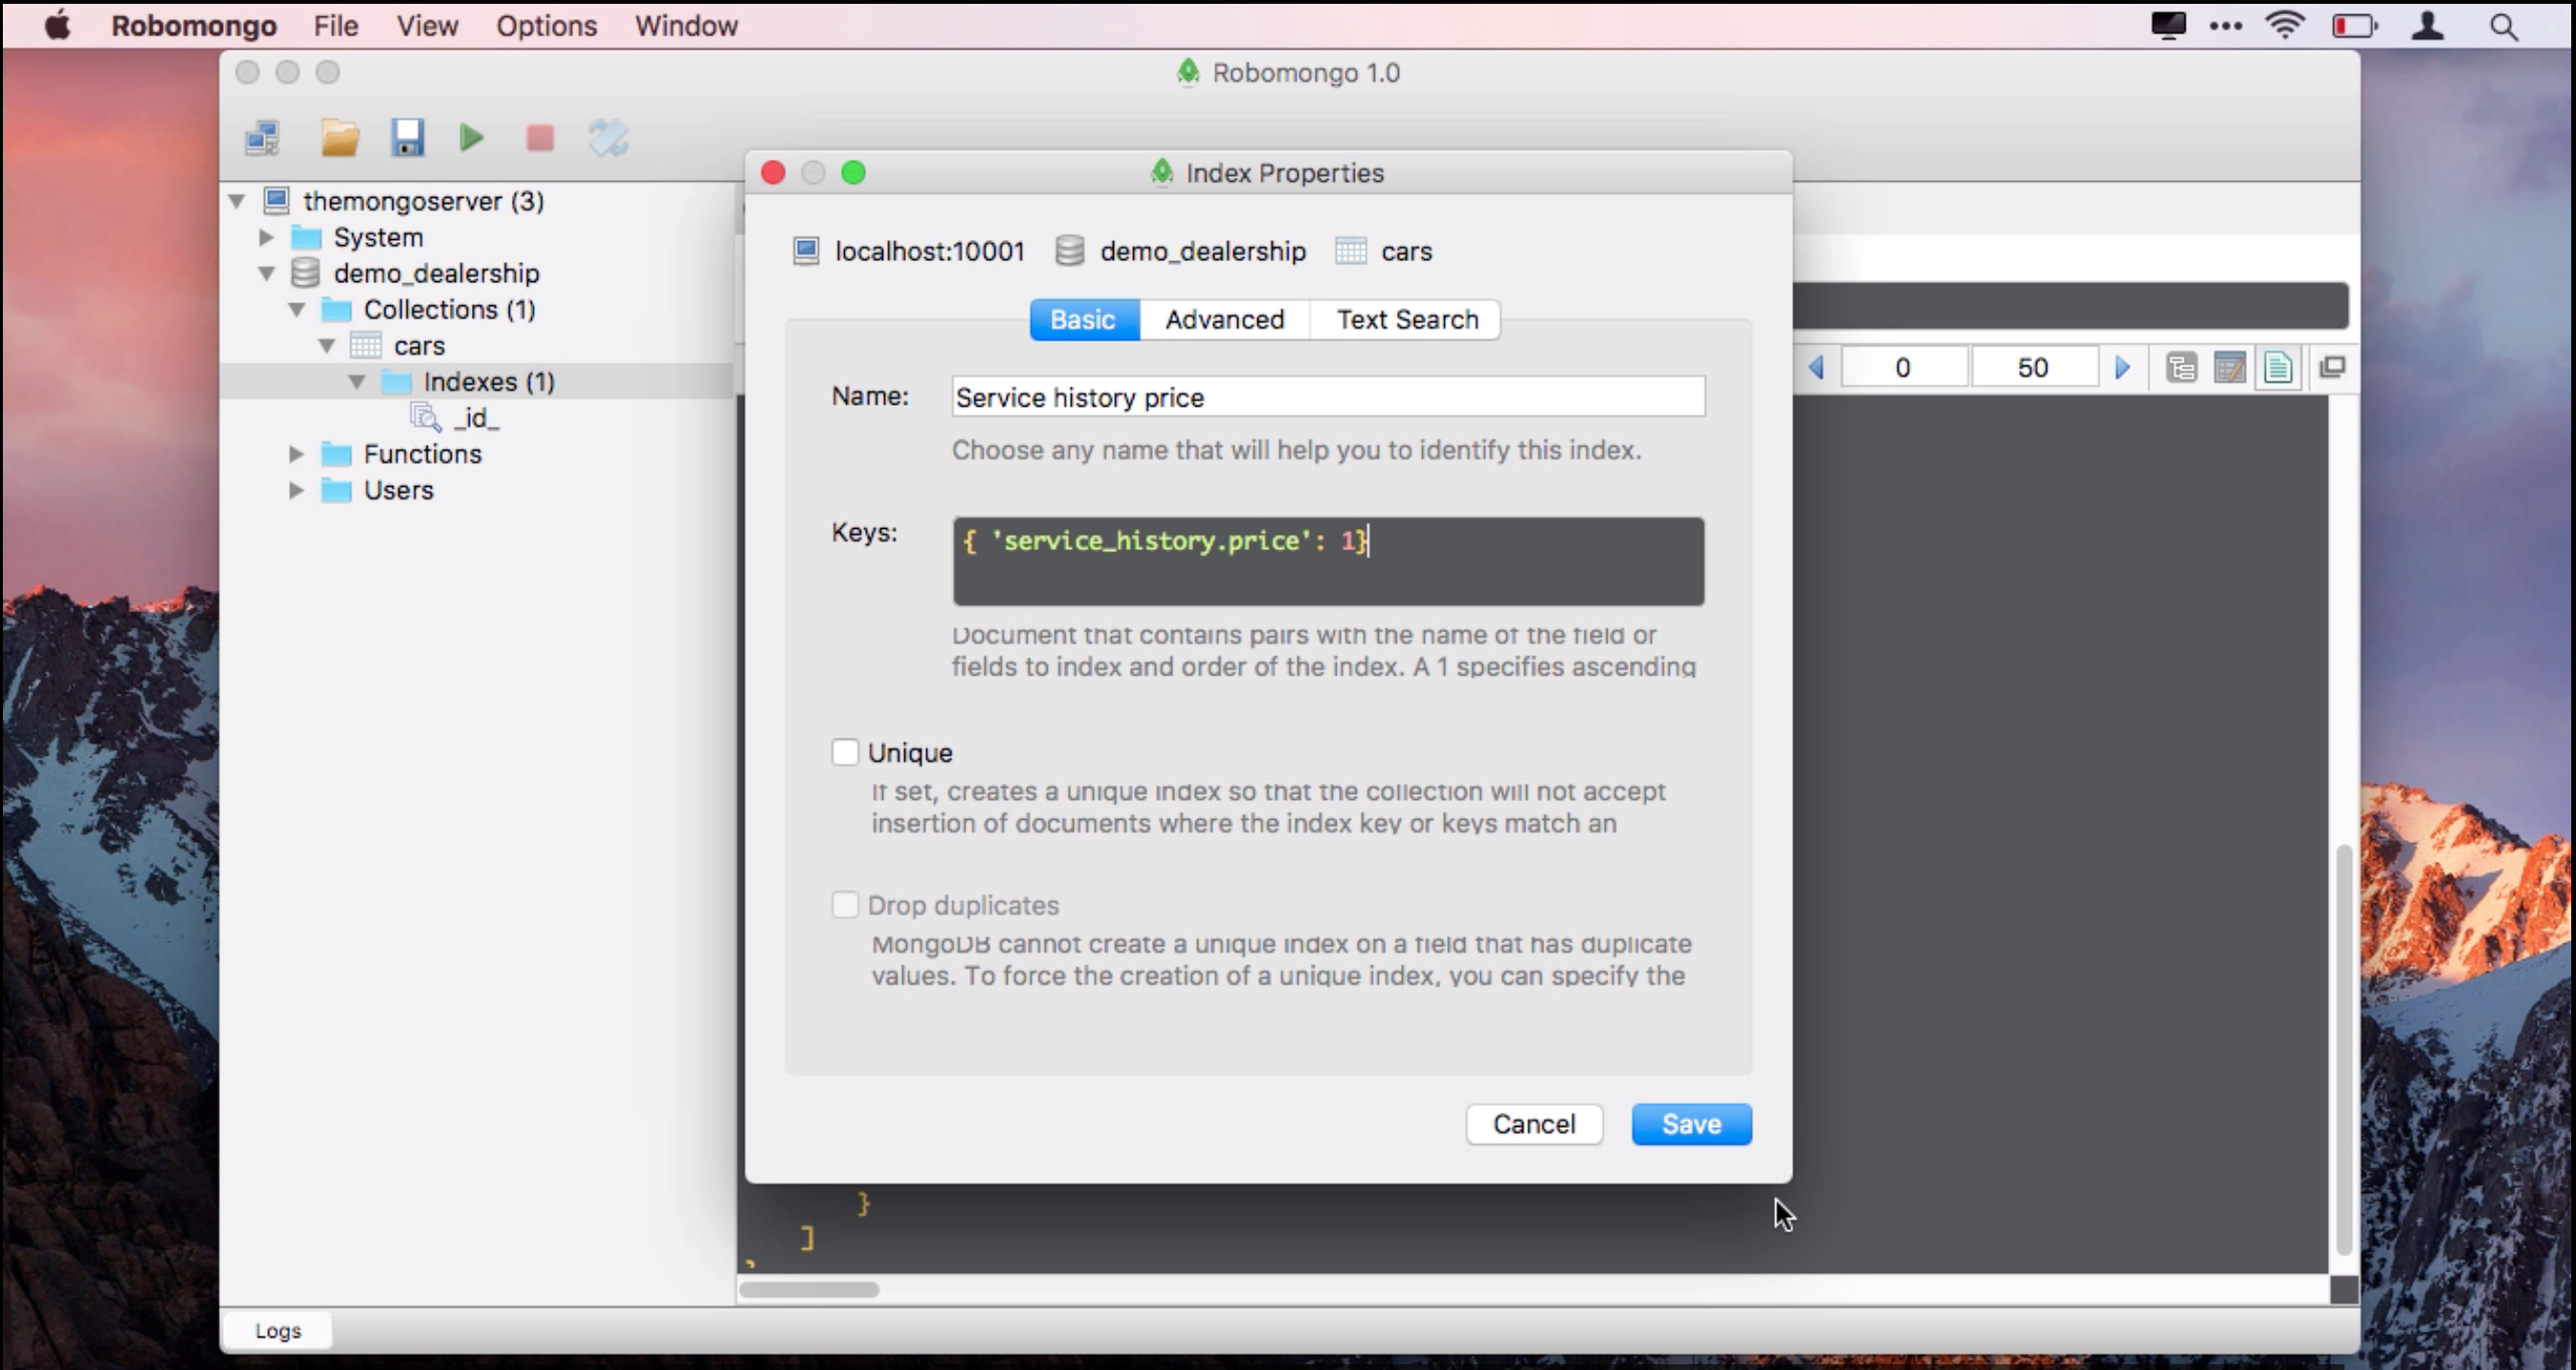 Robomongo File View Options Window
Robomongo 1.0
themongoserver (3)
System
demo_dealership
Collections (1)
cars
Indexes (1)
_id_
Functions
Users
Index Properties
localhost:10001 demo_dealership cars
Basic Advanced Text Search
0 50
Name: Service history price
Choose any name that will help you to identify this index.
Keys: { 'service_history.price': 1}
Document that contains pairs with the name of the field or
fields to index and order of the index. A 1 specifies ascending
Unique
If set, creates a unique index so that the collection will not accept
insertion of documents where the index key or keys match an
Drop duplicates
MongoDB cannot create a unique index on a field that has duplicate
values. To force the creation of a unique index, you can specify the
Cancel Save
}
]
,
Logs